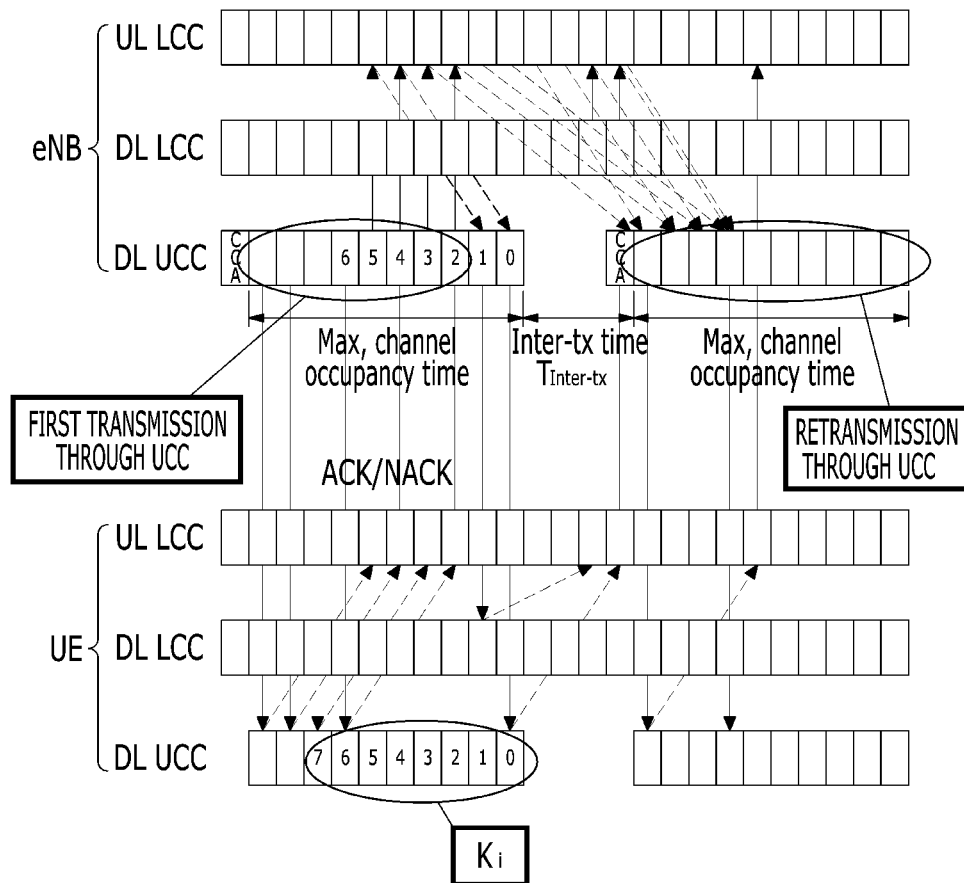 UL LCC
eNB
DL LCC
DL UCC
CCA
6 5 4 3 2 1 0
CCA
Max, channel
occupancy time
Inter-tx time
TInter-tx
Max, channel
occupancy time
FIRST TRANSMISSION
THROUGH UCC
RETRANSMISSION
THROUGH UCC
ACK/NACK
UL LCC
UE
DL LCC
DL UCC
7 6 5 4 3 2 1 0
Ki